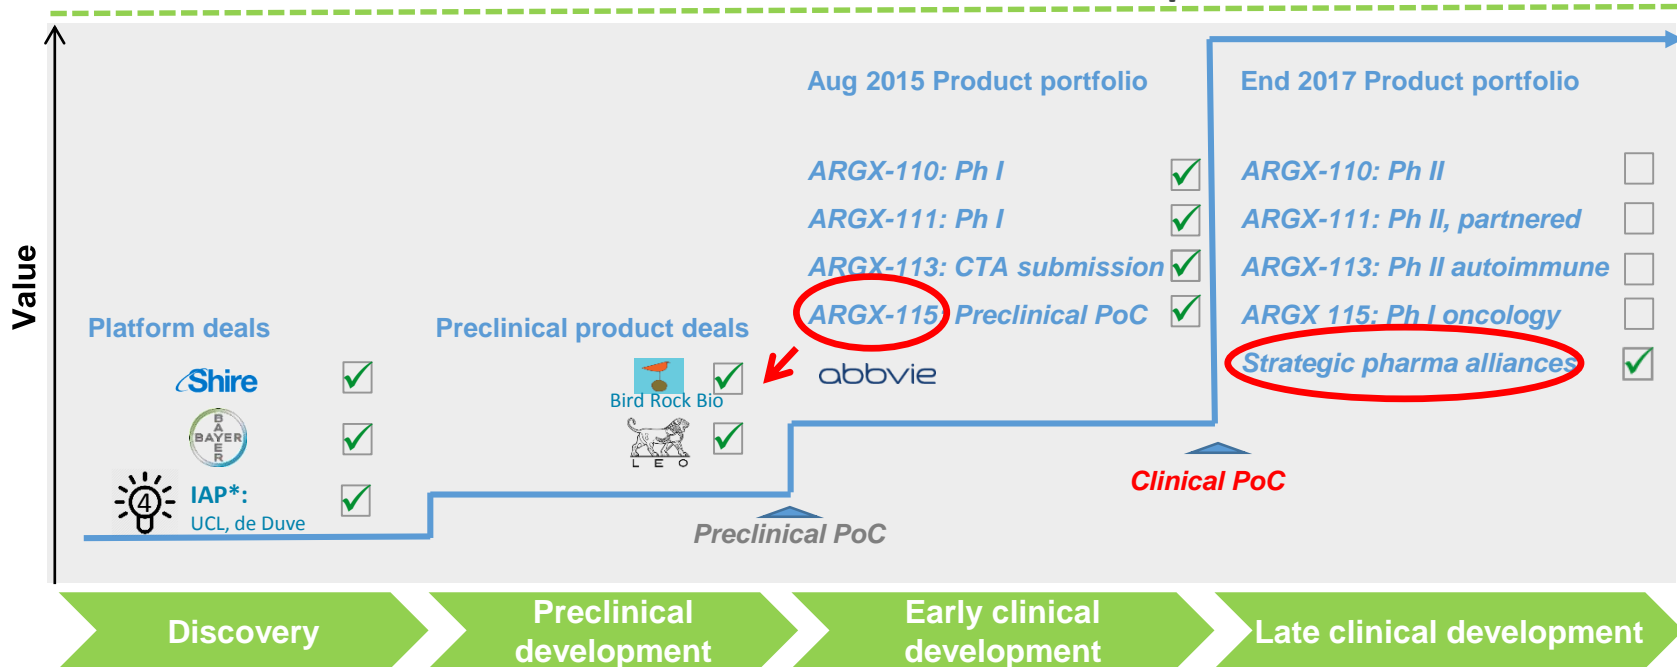 Aug 2015 Product portfolio
End 2017 Product portfolio
ARGX-110: Ph I
ARGX-110: Ph II
ARGX-111: Ph I
ARGX-111: Ph II, partnered
ARGX-113: CTA submission
ARGX-113: Ph II autoimmune
ARGX-115: Preclinical PoC
ARGX 115: Ph I oncology
Value
Platform deals
Preclinical product deals
Strategic pharma alliances
Shire
abbvie
Bird Rock Bio
BAYER
BAYER
LEO
Clinical PoC
4
IAP*:
UCL, de Duve
Preclinical PoC
Discovery
Preclinical
development
Early clinical
development
Late clinical development